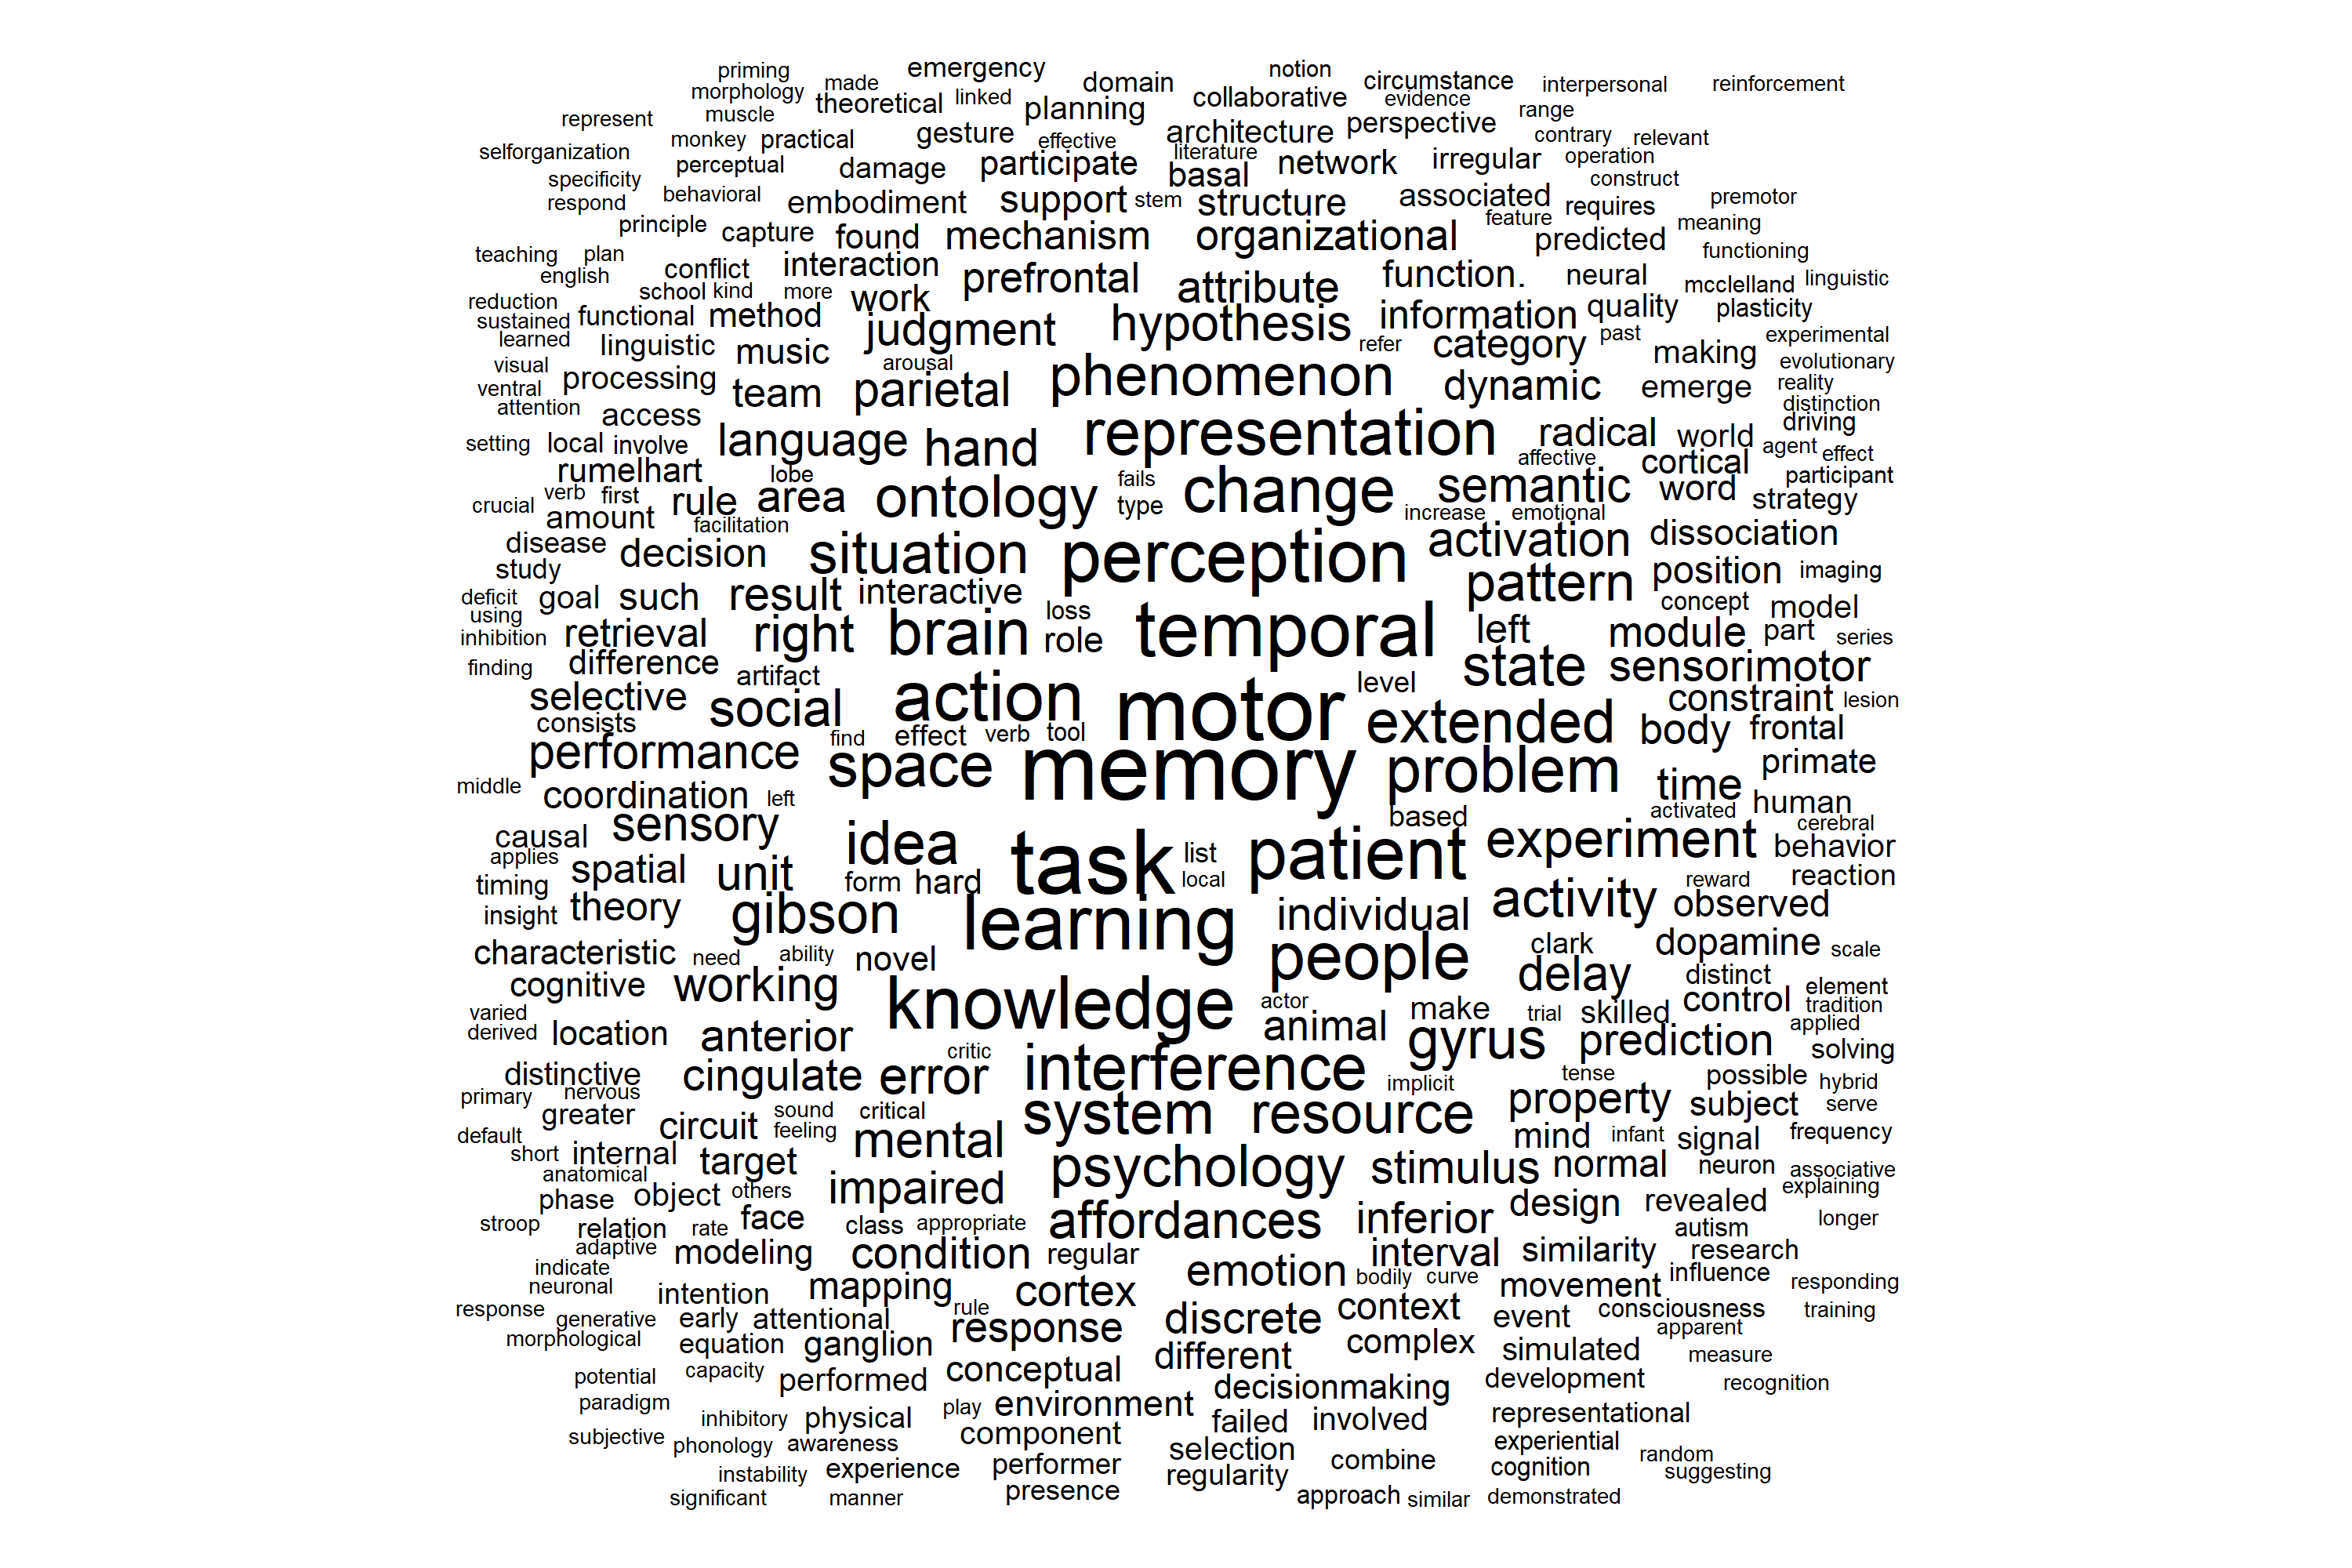 priming made emergency domain notion circumstance interpersonal reinforcement
morphology theoretical linked planning collaborative evidence range
represent muscle gesture effective architecture perspective contrary relevant
selforganization monkey practical participate literature network irregular operation
specificity perceptual damage basal construct
respond behavioral embodiment support stem structure associated feature requires premotor
principle capture found mechanism organizational predicted meaning
teaching plan conflict interaction prefrontal attribute function. neural functioning
english school kind more work mcclelland linguistic
reduction functional method judgment hypothesis information quality plasticity
sustained linguistic music refer category past making experimental
learned arousal
visual processing team parietal phenomenon dynamic emerge evolutionary
ventral reality
attention access representation distinction
setting local involve language hand radical world driving
rumelhart lobe affective cortical agent effect
crucial verb first rule area ontology fails change semantic word participant
amount facilitation type increase emotional strategy
disease decision situation perception activation dissociation
study pattern position imaging
deficit goal such result interactive loss concept model
using retrieval right brain role temporal left module part series
inhibition
finding difference artifact action level state sensorimotor
selective social motor extended constraint lesion
consists find effect verb tool body frontal
performance space memory problem time primate
middle coordination left activated human
causal sensory idea based experiment cerebral
applies task list patient behavior
timing spatial unit form hard local activity reward reaction
insight theory gibson learning individual observed
characteristic need ability novel people clark dopamine scale
cognitive working knowledge delay distinct element
varied actor make trial skilled control tradition
derived location anterior animal gyrus prediction applied
critic solving
distinctive cingulate error interference implicit tense possible hybrid
primary nervous
greater circuit sound critical system resource property subject serve
default feeling mental mind infant signal frequency
short internal target psychology stimulus normal neuron associative
anatomical explaining
phase object others impaired design revealed
stroop relation rate face class appropriate affordances inferior autism longer
adaptive modeling condition regular interval similarity research
indicate emotion bodily curve movement influence responding
neuronal intention mapping cortex
response generative early attentional rule response discrete context event consciousness training
morphological equation ganglion complex simulated apparent
potential capacity performed conceptual different development measure
paradigm decisionmaking recognition
inhibitory physical play environment failed involved representational
subjective phonology awareness component selection experiential random
instability experience performer regularity combine cognition suggesting
significant manner presence approach similar demonstrated